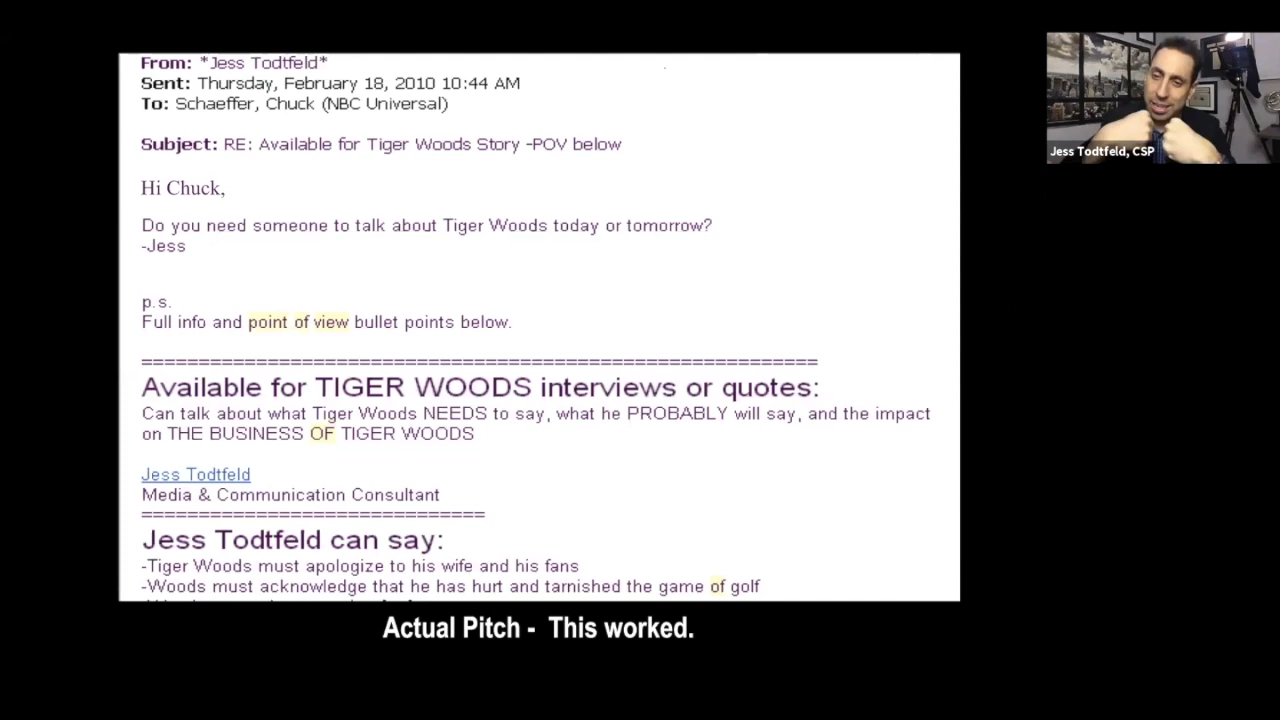 From: *Jess Todtfeld*
Sent: Thursday, February 18, 2010 10:44 AM
To: Schaeffer, Chuck (NBC Universal)
Subject: RE: Available for Tiger Woods Story -POV below
Hi Chuck,
Do you need someone to talk about Tiger Woods today or tomorrow?
-Jess
p.s.
Full info and point of view bullet points below.
===========================================================
Available for TIGER WOODS interviews or quotes:
Can talk about what Tiger Woods NEEDS to say, what he PROBABLY will say, and the impact
on THE BUSINESS OF TIGER WOODS
Jess Todtfeld
Media & Communication Consultant
==============================
Jess Todtfeld can say:
-Tiger Woods must apologize to his wife and his fans
-Woods must acknowledge that he has hurt and tarnished the game of golf
Actual Pitch - This worked.
Jess Todtfeld, CSP